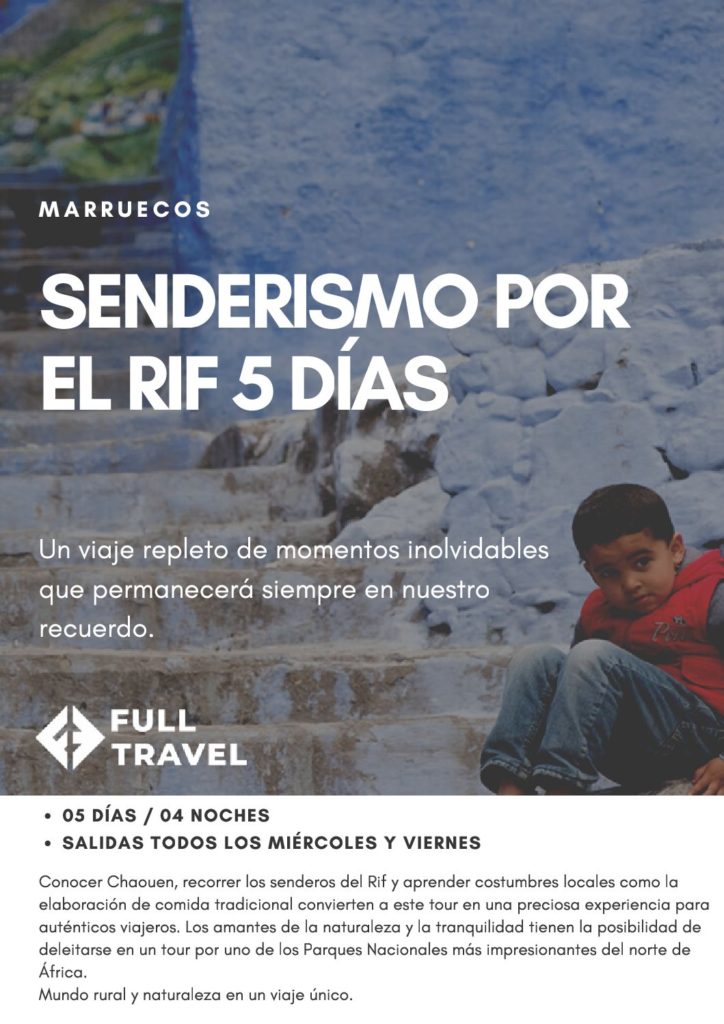 MARRUECOS
SENDERISMO POR
EL RIF 5 DÍAS
Un viaje repleto de momentos inolvidables
que permanecerá siempre en nuestro
recuerdo.
FULL
TRAVEL
• 05 DÍAS / 04 NOCHES
• SALIDAS TODOS LOS MIÉRCOLES Y VIERNES
Conocer Chaouen, recorrer los senderos del Rif y aprender costumbres locales como la
elaboración de comida tradicional convierten a este tour en una preciosa experiencia para
auténticos viajeros. Los amantes de la naturaleza y la tranquilidad tienen la posibilidad de
deleitarse en un tour por uno de los Parques Nacionales más impresionantes del norte de
África.
Mundo rural y naturaleza en un viaje único.